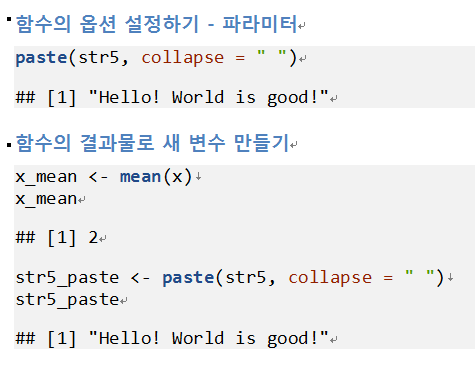 함수의 옵션 설정하기 - 파라미터
paste(str5, collapse = " ")
## [1] "Hello! World is good!"
함수의 결과물로 새 변수 만들기
x_mean <- mean(x)
x_mean
## [1] 2
str5_paste <- paste(str5, collapse = " ")
str5_paste
## [1] "Hello! World is good!"